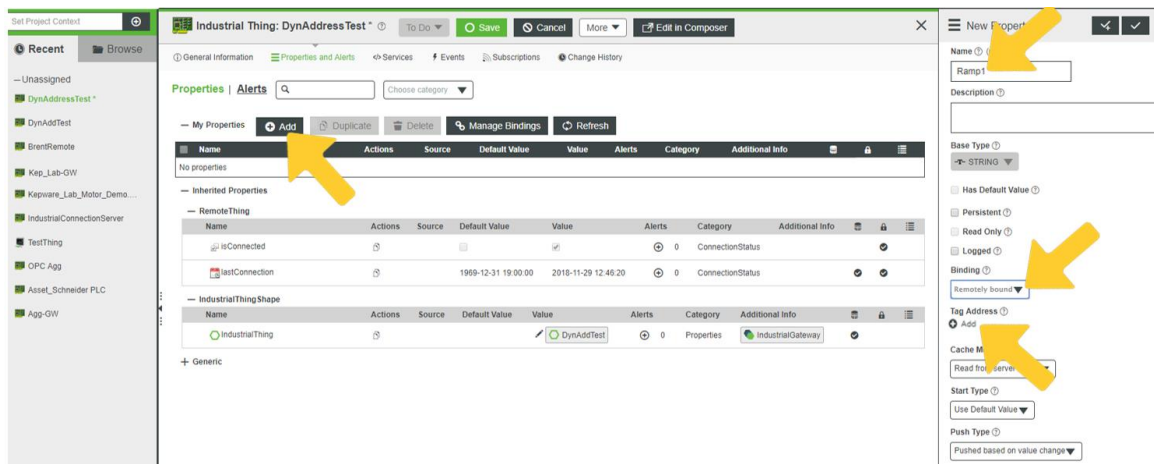 Set Project Context
Recent
Browse
Unassigned
DynAddressTest *
DynAddTest
BrentRemote
Kep_Lab-GW
Kepware_Lab_Motor_Demo....
IndustrialConnectionServer
TestThing
OPC Agg
Asset_Schneider PLC
Agg-GW
Industrial Thing: DynAddressTest *
To Do
Save
Cancel
More
Edit in Composer
General Information
Properties and Alerts
Services
Events
Subscriptions
Change History
Properties | Alerts
Choose category
My Properties
Add
Duplicate
Delete
Manage Bindings
Refresh
Name Actions Source Default Value Value Alerts Category Additional Info
No properties
Inherited Properties
RemoteThing
Name Actions Source Default Value Value Alerts Category Additional Info
isConnected 0 ConnectionStatus
lastConnection 1969-12-31 19:00:00 2018-11-29 12:46:20 0 ConnectionStatus
IndustrialThingShape
Name Actions Source Default Value Value Alerts Category Additional Info
IndustrialThing DynAddTest 0 Properties IndustrialGateway
Generic
New
Name
Ramp1
Description
Base Type
STRING
Has Default Value
Persistent
Read Only
Logged
Binding
Remotely bound
Tag Address
Add
Cache
Read from server
Start Type
Use Default Value
Push Type
Pushed based on value change